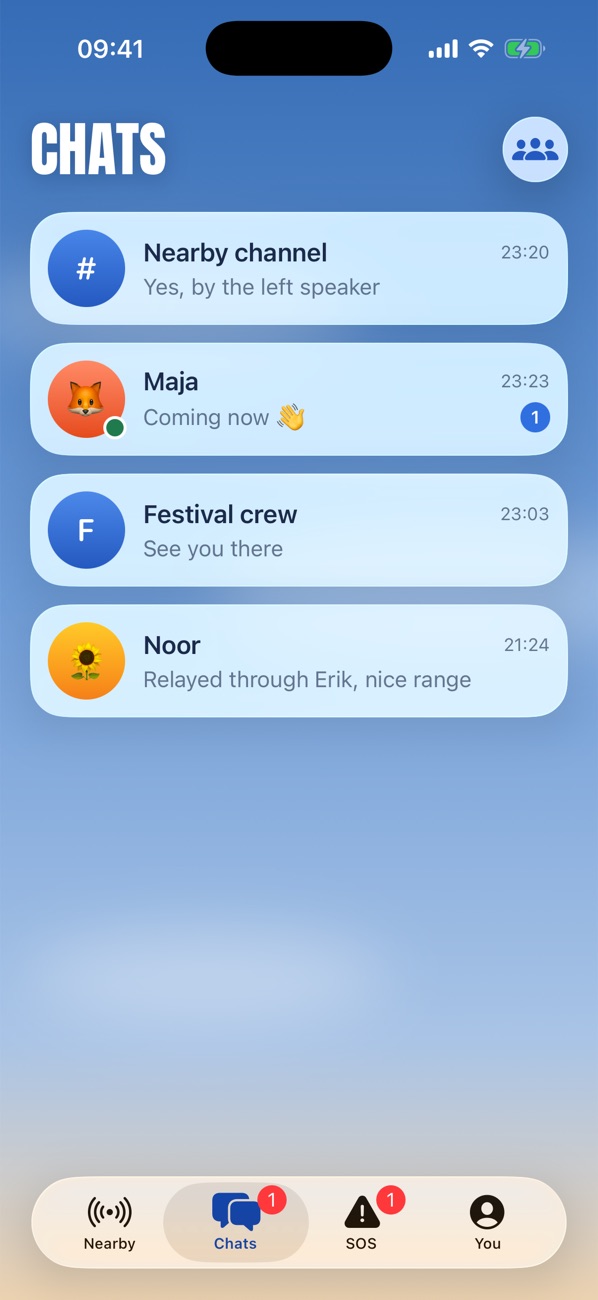 09:41
CHATS
# Nearby channel 23:20
Yes, by the left speaker
Maja 23:23
Coming now 👋 1
F Festival crew 23:03
See you there
Noor 21:24
Relayed through Erik, nice range
1 1
Nearby Chats SOS You